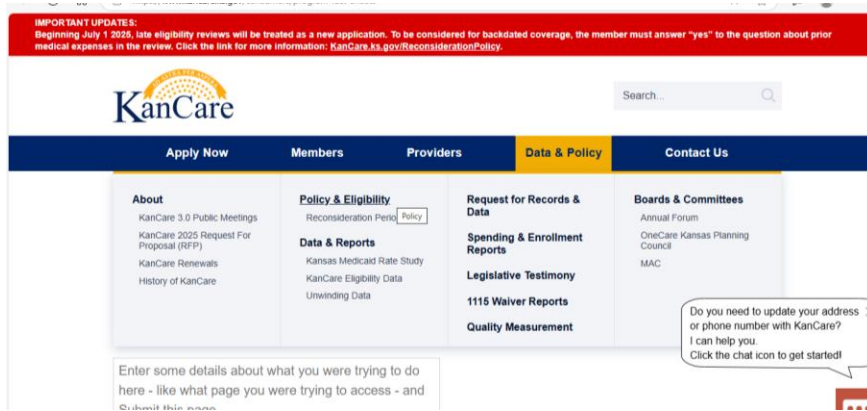 IMPORTANT UPDATES:
Beginning July 1 2025, late eligibility reviews will be treated as a new application. To be considered for backdated coverage, the member must answer “yes” to the question about prior
medical expenses in the review. Click the link for more information: KanCare.ks.gov/ReconsiderationPolicy.
KanCare
Search...
Apply Now
Members
Providers
Data & Policy
Contact Us
About
KanCare 3.0 Public Meetings
KanCare 2025 Request For
Proposal (RFP)
KanCare Renewals
History of KanCare
Policy & Eligibility
Reconsideration Perio
Policy
Data & Reports
Kansas Medicaid Rate Study
KanCare Eligibility Data
Unwinding Data
Request for Records &
Data
Spending & Enrollment
Reports
Legislative Testimony
1115 Waiver Reports
Quality Measurement
Boards & Committees
Annual Forum
OneCare Kansas Planning
Council
MAC
Do you need to update your address
or phone number with KanCare?
I can help you.
Click the chat icon to get started!
Enter some details about what you were trying to do
here - like what page you were trying to access - and
Submit this page